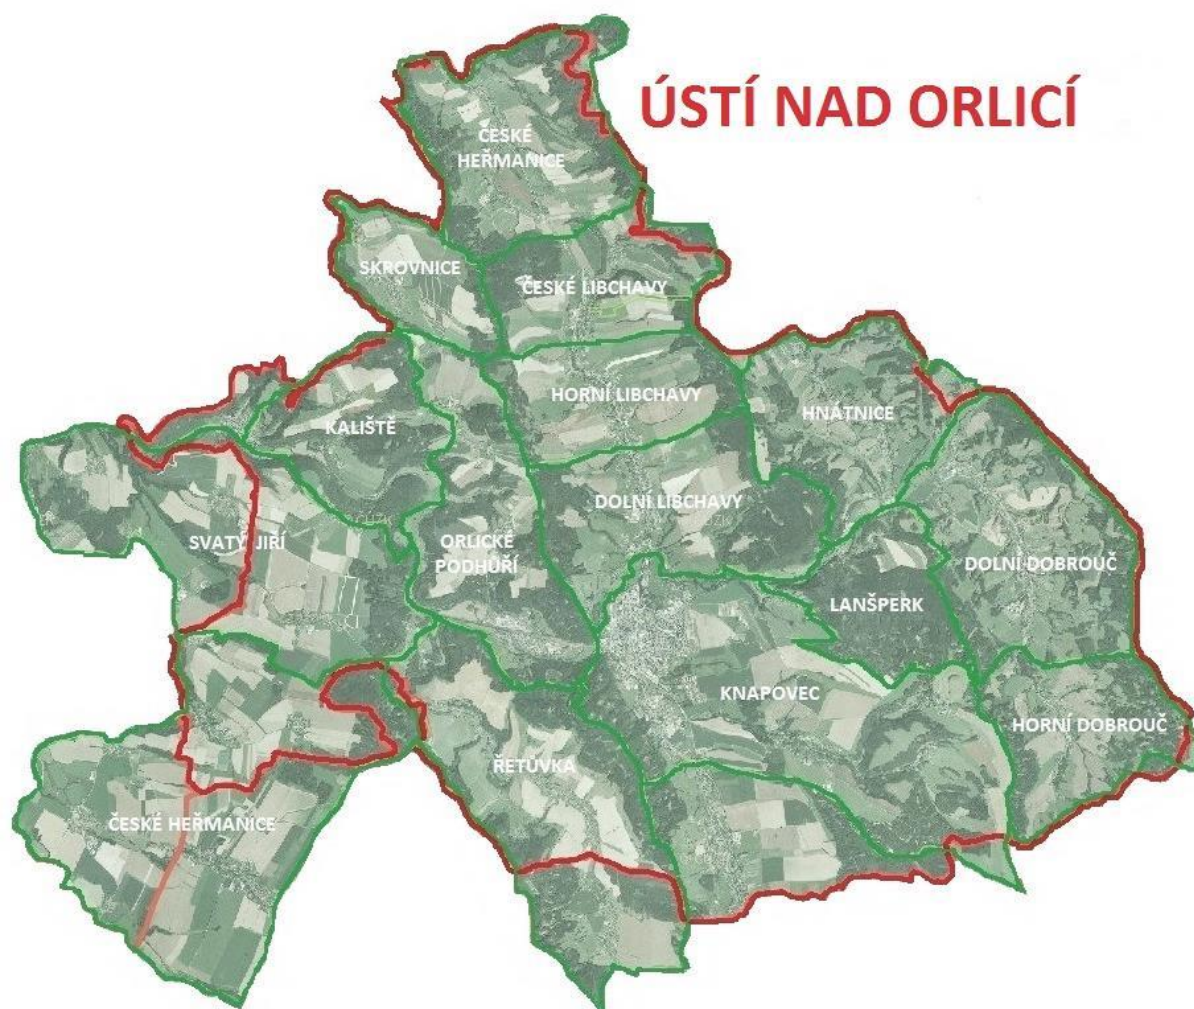 ÚSTÍ NAD ORLICÍ
ČESKÉ
HEŘMANICE
SKROVNICE
ČESKÉ LIBCHAVY
HORNÍ LIBCHAVY
HNÁTNICE
KALIŠTĚ
DOLNÍ LIBCHAVY
SVATÝ JIŘÍ
ORLICKÉ
PODHŮŘÍ
DOLNÍ DOBROUČ
LANŠPERK
KNAPOVEC
HORNÍ DOBROUČ
ŘETŮVKA
ČESKÉ HEŘMANICE